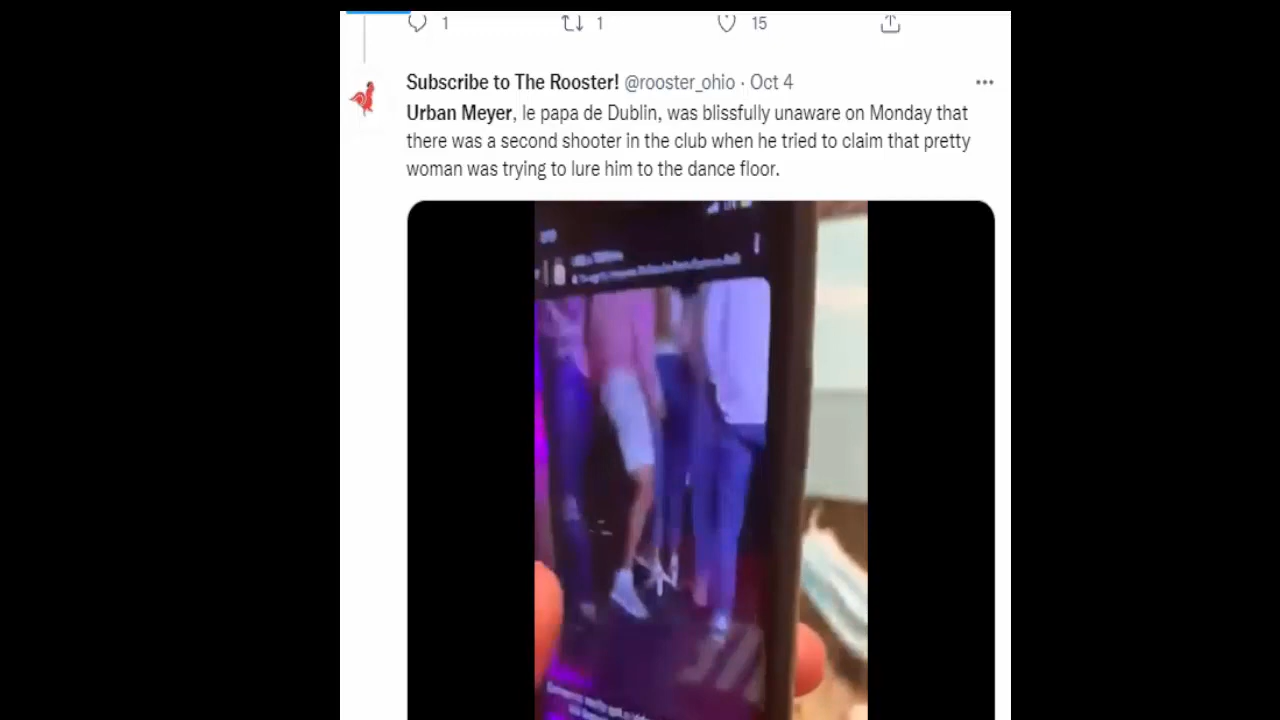 1 1 15
Subscribe to The Rooster! @rooster_ohio · Oct 4
Urban Meyer, le papa de Dublin, was blissfully unaware on Monday that
there was a second shooter in the club when he tried to claim that pretty
woman was trying to lure him to the dance floor.